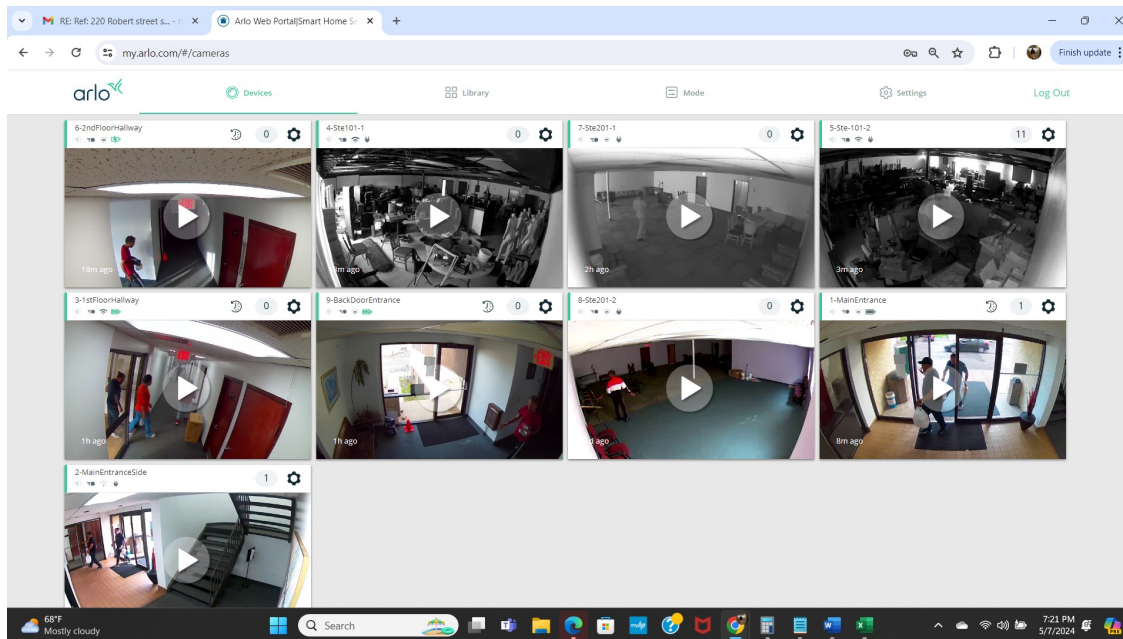 RE: Ref: 220 Robert street s... -
Arlo Web Portal|Smart Home Se
my.arlo.com/#/cameras
Finish update
arlo
Devices
Library
Mode
Settings
Log Out
6-2ndFloorHallway
0
4-Ste101-1
0
7-Ste201-1
0
5-Ste-101-2
11
18m ago
m ago
2h ago
3m ago
3-1stFloorHallway
0
9-BackDoorEntrance
0
8-Ste201-2
0
1-MainEntrance
1
EXIT
1h ago
1h ago
d ago
8m ago
2-MainEntranceSide
1
68°F
Mostly cloudy
Search
7:21 PM
5/7/2024